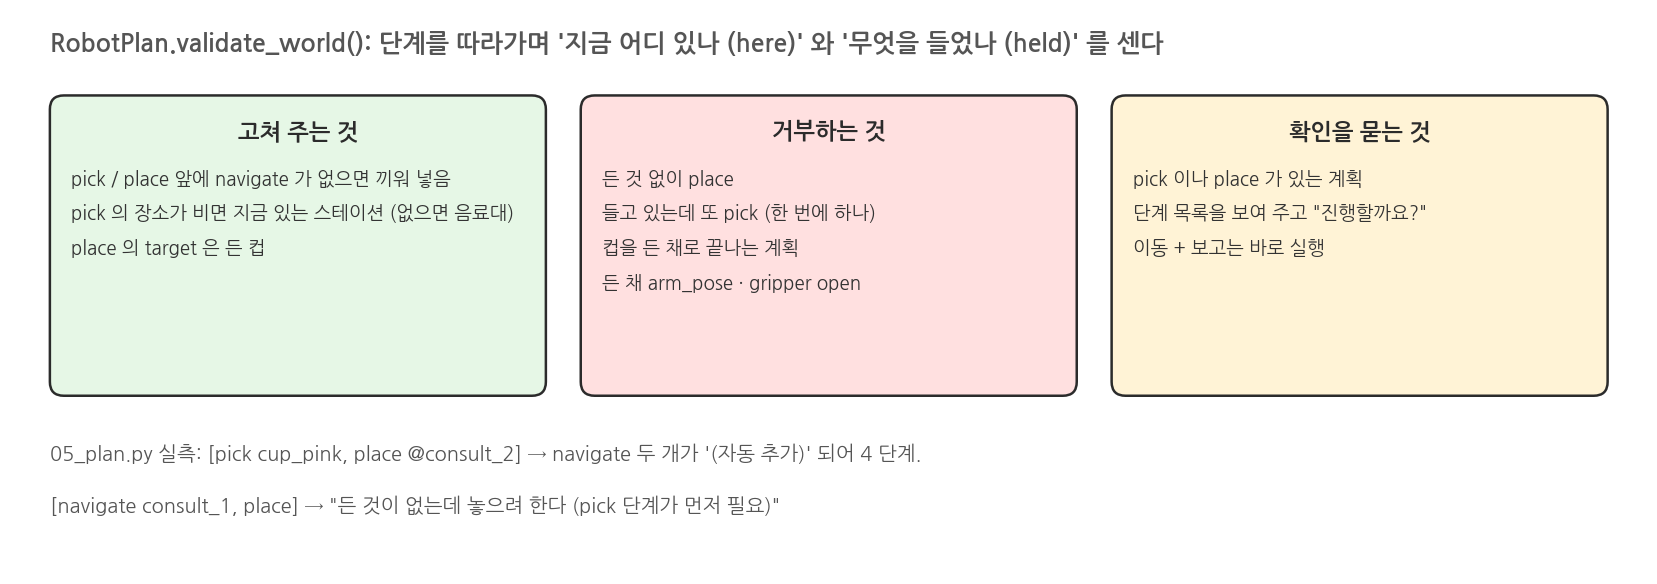 RobotPlan.validate_world(): 단계를 따라가며 '지금 어디 있나 (here)' 와 '무엇을 들었나 (held)' 를 센다
고쳐 주는 것
pick / place 앞에 navigate 가 없으면 끼워 넣음
pick 의 장소가 비면 지금 있는 스테이션 (없으면 음료대)
place 의 target 은 든 컵
거부하는 것
든 것 없이 place
들고 있는데 또 pick (한 번에 하나)
컵을 든 채로 끝나는 계획
든 채 arm_pose · gripper open
확인을 묻는 것
pick 이나 place 가 있는 계획
단계 목록을 보여 주고 "진행할까요?"
이동 + 보고는 바로 실행
05_plan.py 실측: [pick cup_pink, place @consult_2] → navigate 두 개가 '(자동 추가)' 되어 4 단계.
[navigate consult_1, place] → "든 것이 없는데 놓으려 한다 (pick 단계가 먼저 필요)"